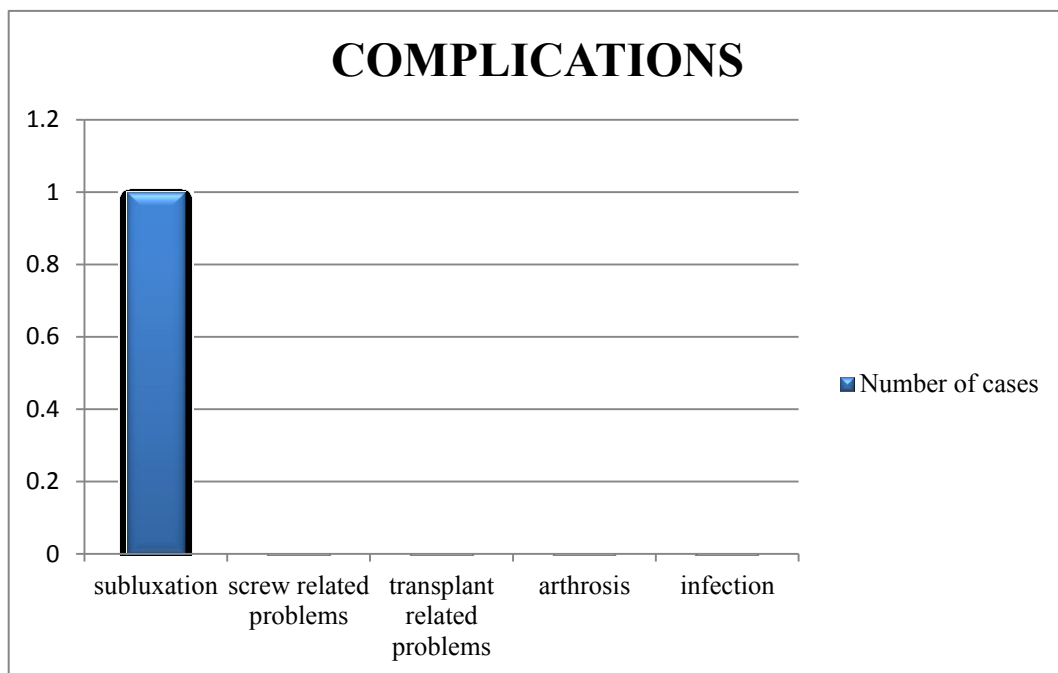 COMPLICATIONS
1.2
1
0.8
0.6
0.4
0.2
0
subluxation
screw related
problems
transplant
related
problems
arthrosis
infection
Number of cases